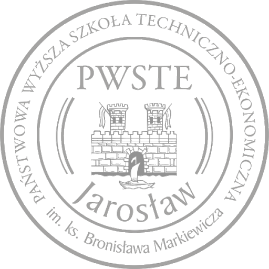 PAŃSTWOWA WYŻSZA SZKOŁA TECHNICZNO-EKONOMICZNA
PWSTE
Jarosław
im. ks. Bronisława Markiewicza